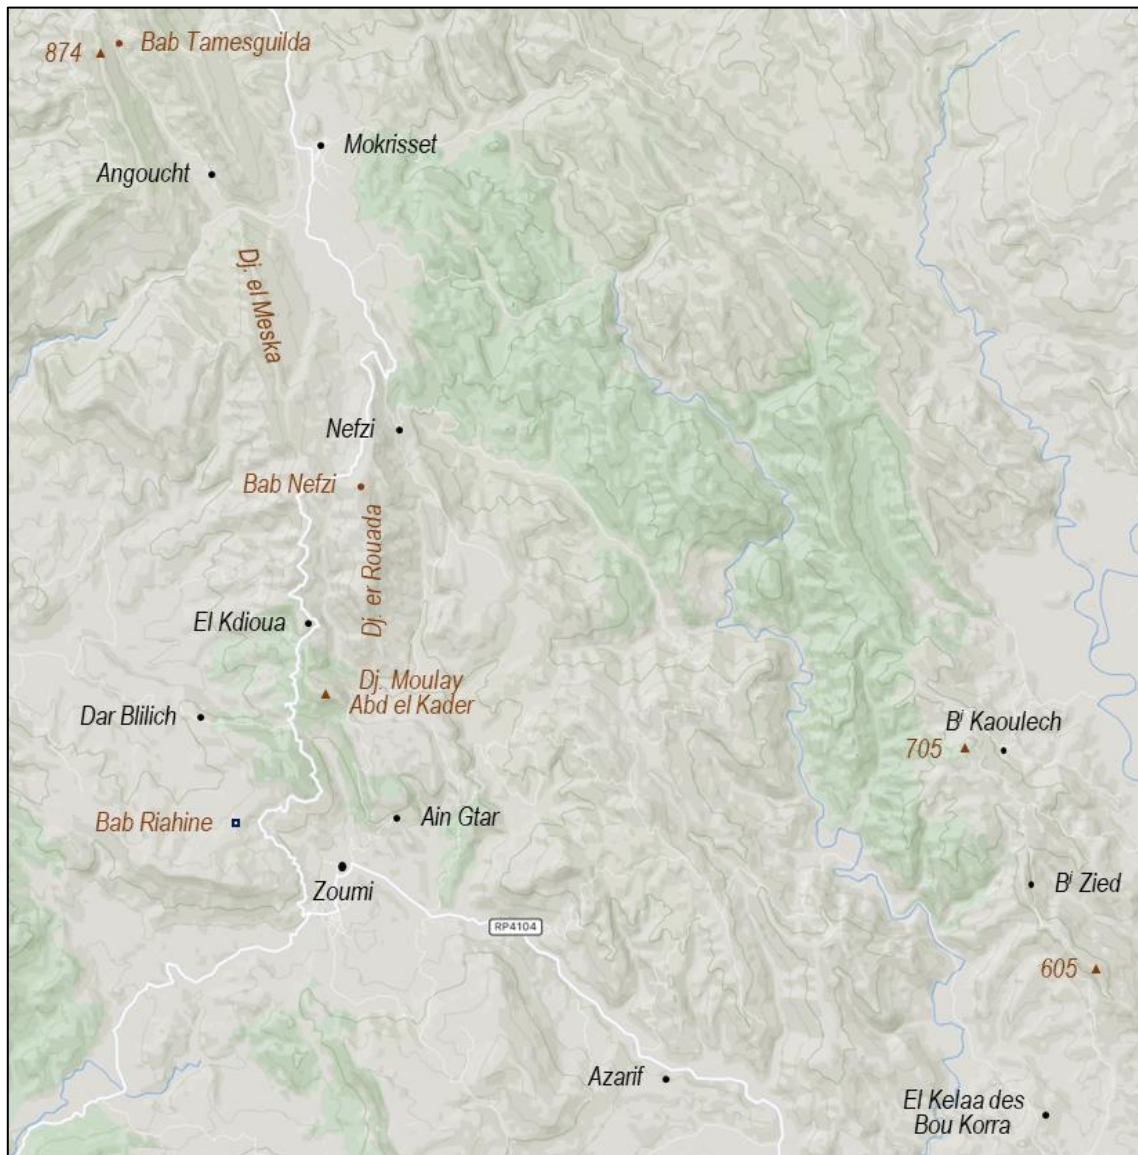 Bab Tamesguilda
874
Mokrisset
Angoucht
Dj. el Meska
Nefzi
Bab Nefzi
Dj. er Rouada
El Kdioua
Dj. Moulay
Abd el Kader
Dar Blilich
Bʲ Kaoulech
705
Ain Gtar
Bab Riahine
Zoumi
Bʲ Zied
RP4104
605
Azarif
El Kelaa des
Bou Korra